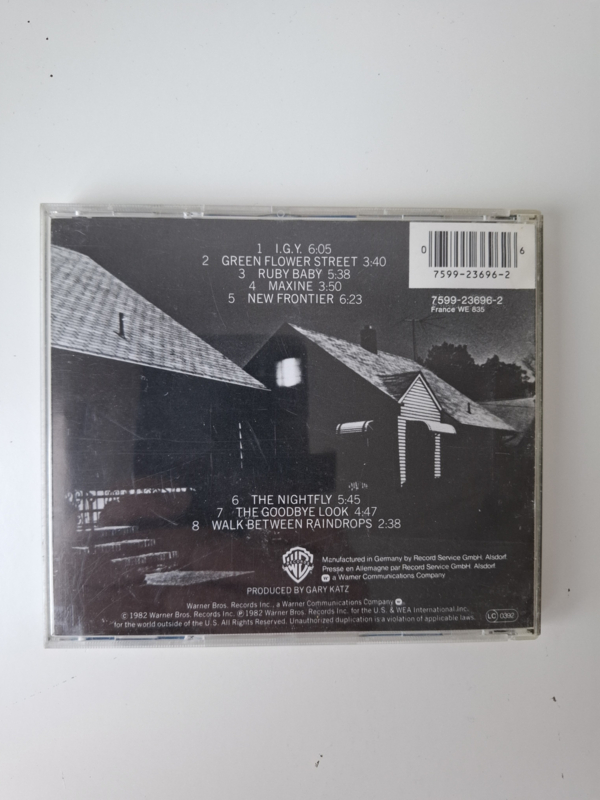 1 I.G.Y. 6:05
2 GREEN FLOWER STREET 3:40
3 RUBY BABY 5:38
4 MAXINE 3:50
5 NEW FRONTIER 6:23
0 7599-23696-2 6
7599-23696-2
France WE 835
6 THE NIGHTFLY 5:45
7 THE GOODBYE LOOK 4:47
8 WALK BETWEEN RAINDROPS 2:38
Manufactured in Germany by Record Service GmbH. Alsdorf.
Presse en Allemagne par Record Service GmbH. Alsdorf.
a Warner Communications Company
PRODUCED BY GARY KATZ
Warner Bros. Records Inc., a Warner Communications Company
© 1982 Warner Bros. Records Inc. ℗ 1982 Warner Bros. Records Inc. for the U.S. & WEA International Inc.
for the world outside of the U.S. All Rights Reserved. Unauthorized duplication is a violation of applicable laws.
LC 0392